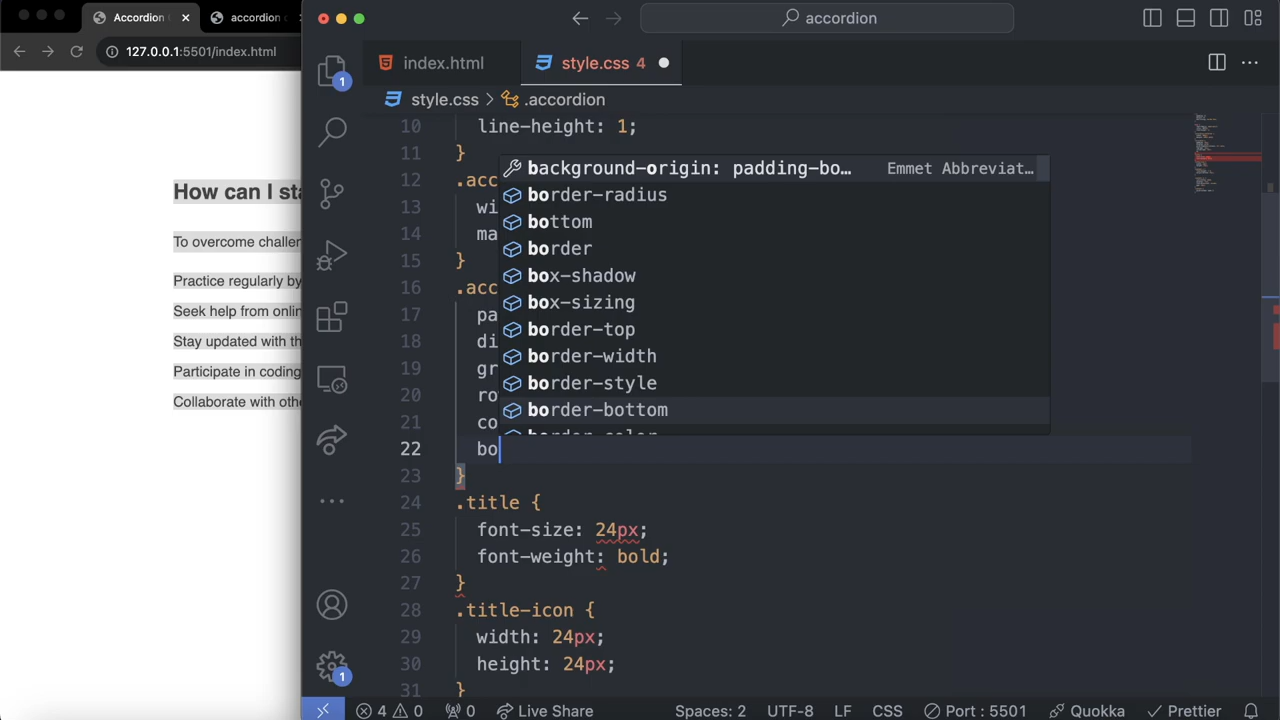 Accordion
accordion
127.0.0.1:5501/index.html
How can I sta
To overcome challen
Practice regularly by
Seek help from onlin
Stay updated with th
Participate in coding
Collaborate with othe
accordion
index.html
style.css 4
style.css > .accordion
10 line-height: 1;
11 }
12 .acc
13 wi
14 ma
15 }
16 .acc
17 pa
18 di
19 gr
20 ro
21 co
22 bo
23 }
24 .title {
25 font-size: 24px;
26 font-weight: bold;
27 }
28 .title-icon {
29 width: 24px;
30 height: 24px;
31 }
background-origin: padding-bo… Emmet Abbreviat…
border-radius
bottom
border
box-shadow
box-sizing
border-top
border-width
border-style
border-bottom
border-color
1
1
4 0 0 Live Share Spaces: 2 UTF-8 LF CSS Port : 5501 Quokka Prettier